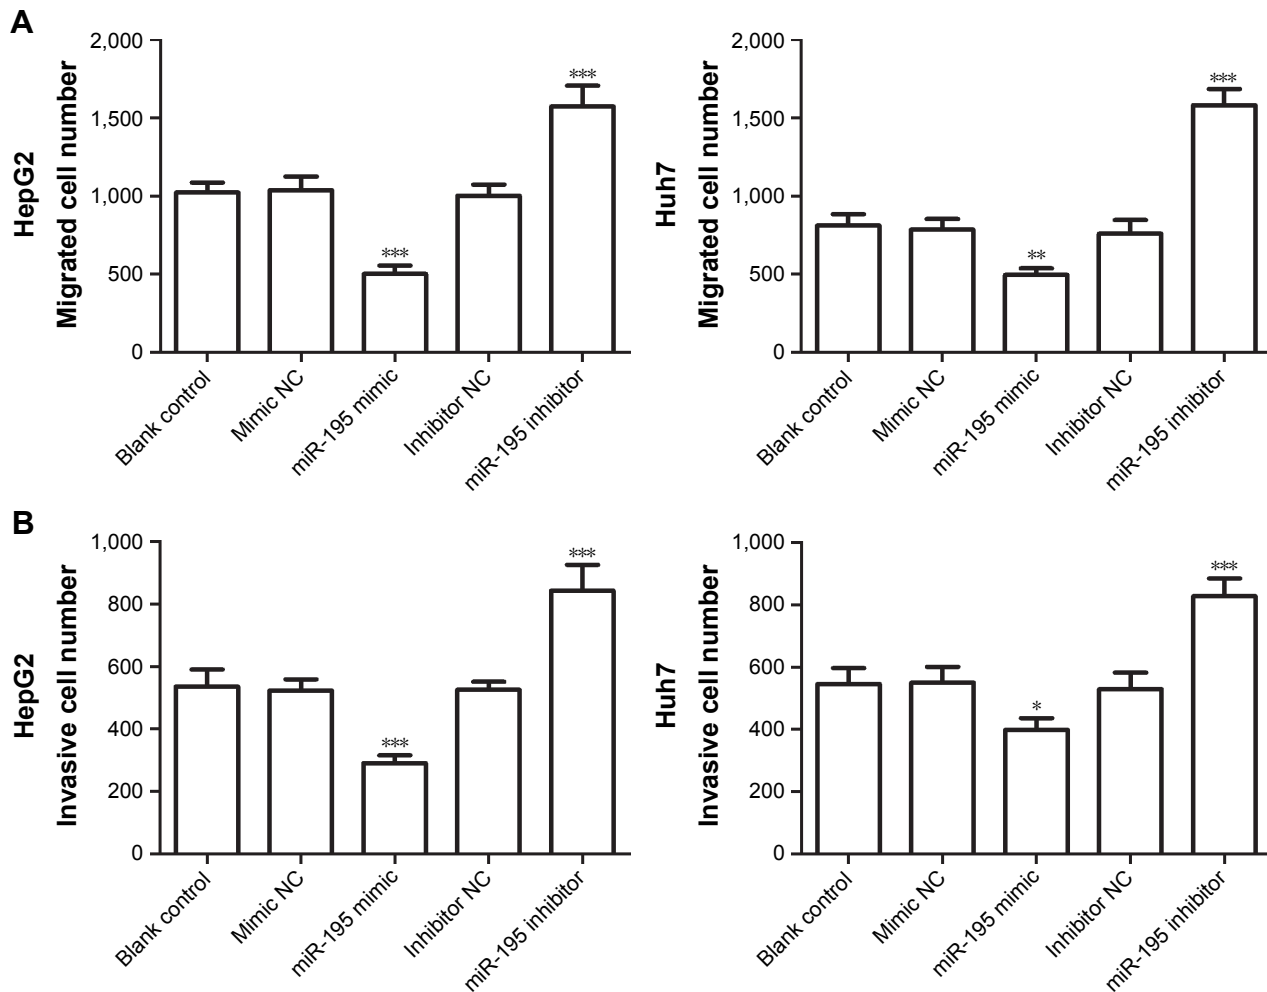 A
HepG2
Migrated cell number
2,000
1,500
1,000
500
0
***
***
Blank control
Mimic NC
miR-195 mimic
Inhibitor NC
miR-195 inhibitor
Huh7
Migrated cell number
2,000
1,500
1,000
500
0
**
***
Blank control
Mimic NC
miR-195 mimic
Inhibitor NC
miR-195 inhibitor
B
HepG2
Invasive cell number
1,000
800
600
400
200
0
***
***
Blank control
Mimic NC
miR-195 mimic
Inhibitor NC
miR-195 inhibitor
Huh7
Invasive cell number
1,000
800
600
400
200
0
*
***
Blank control
Mimic NC
miR-195 mimic
Inhibitor NC
miR-195 inhibitor